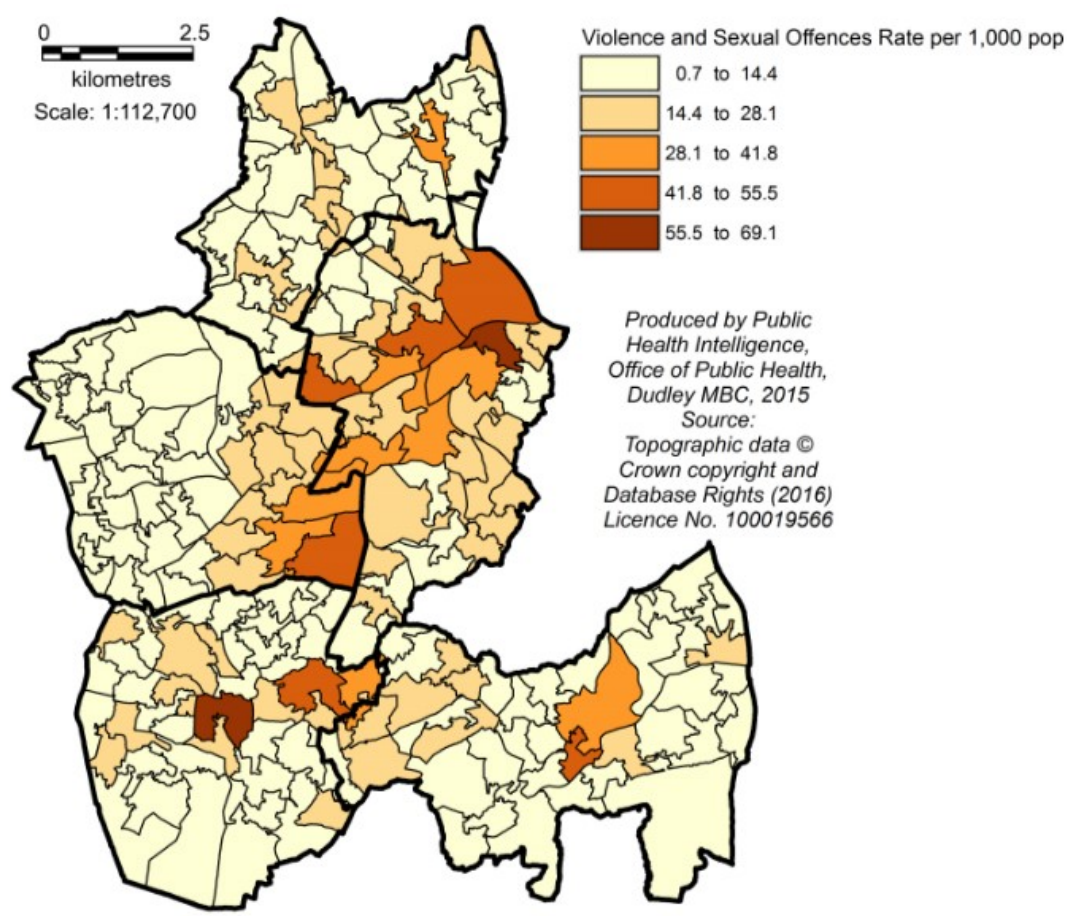 0 2.5
kilometres
Scale: 1:112,700
Violence and Sexual Offences Rate per 1,000 pop
0.7 to 14.4
14.4 to 28.1
28.1 to 41.8
41.8 to 55.5
55.5 to 69.1
Produced by Public
Health Intelligence,
Office of Public Health,
Dudley MBC, 2015
Source:
Topographic data ©
Crown copyright and
Database Rights (2016)
Licence No. 100019566